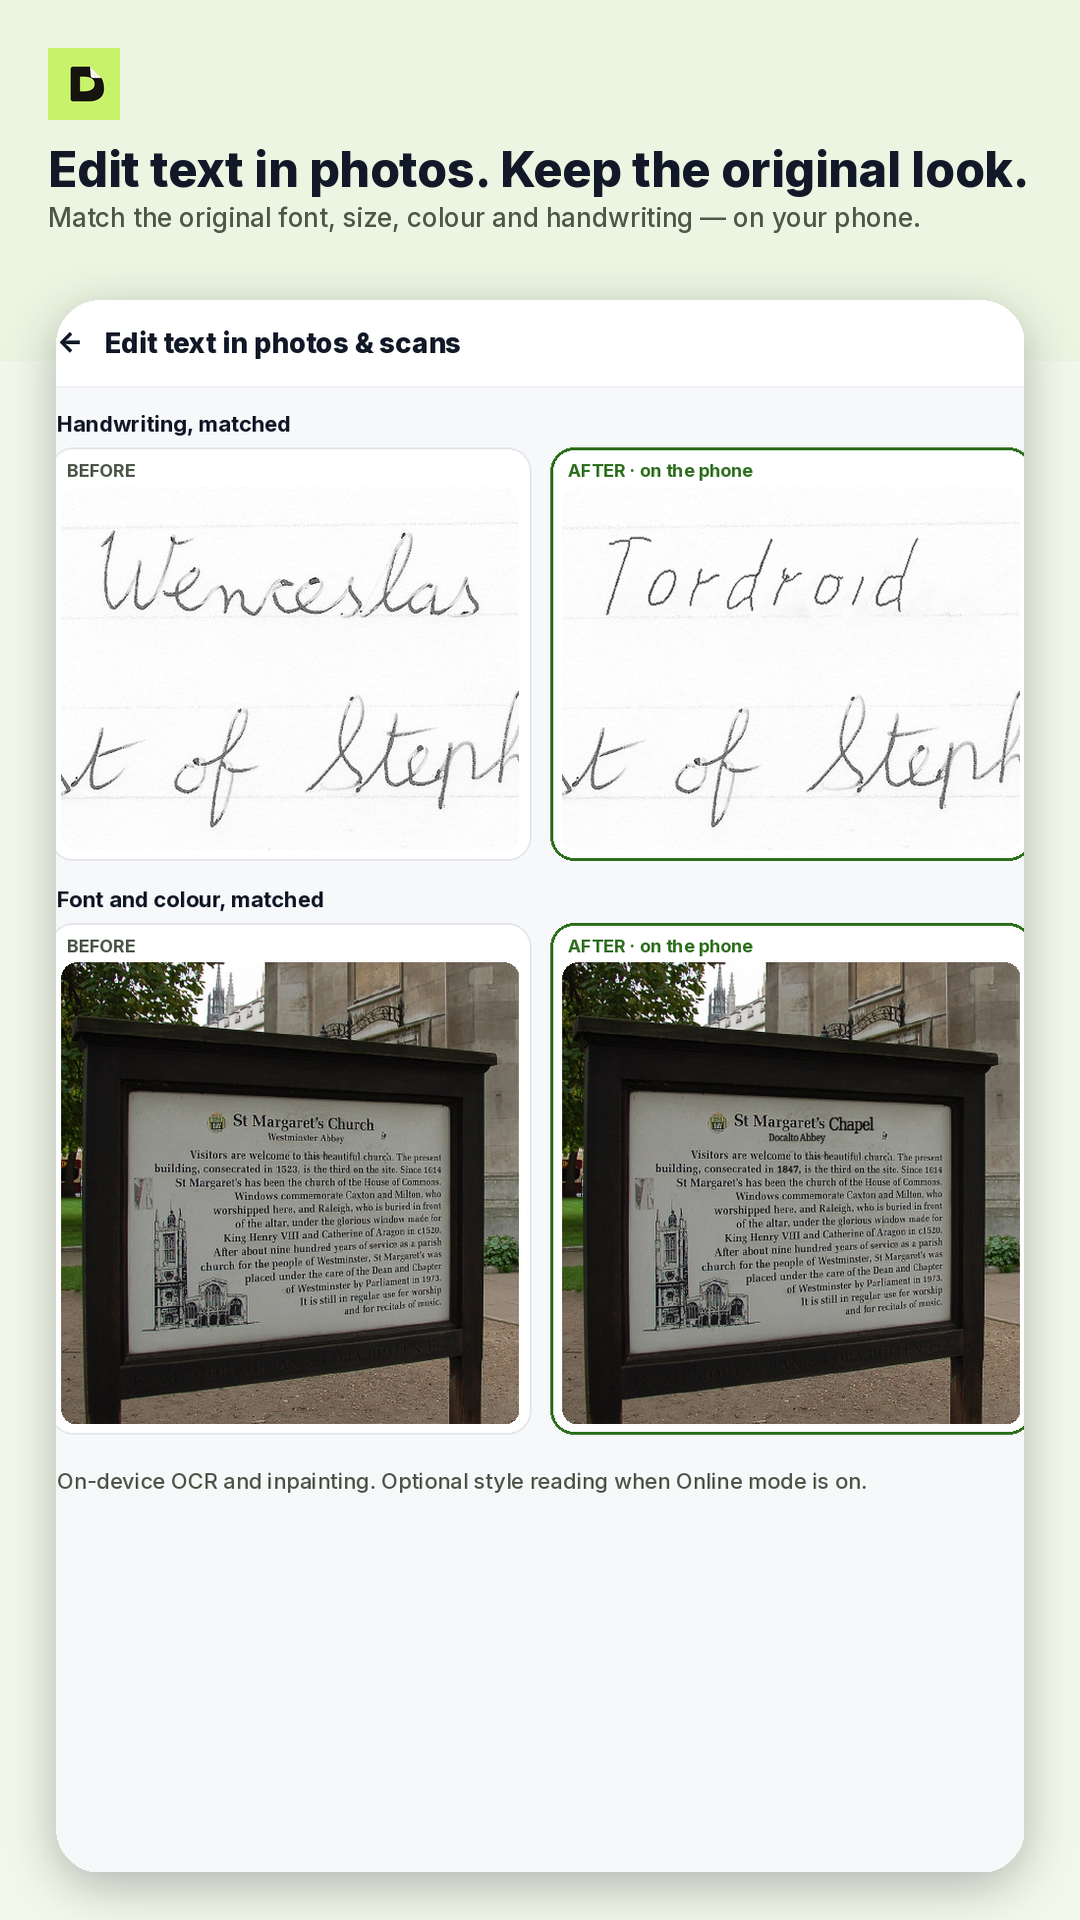 Edit text in photos. Keep the original look.
Match the original font, size, colour and handwriting — on your phone.
Edit text in photos & scans
Handwriting, matched
BEFORE
Wenceslas
st of Steph
AFTER · on the phone
Tordroid
st of Steph
Font and colour, matched
BEFORE
St Margaret's Church
Westminster Abbey
Visitors are welcome to this beautiful church. The present
building, consecrated in 1523, is the third on the site. Since 1614
St Margaret's has been the church of the House of Commons.
Windows commemorate Caxton and Milton, who
worshipped here, and Raleigh, who is buried in front
of the altar, under the glorious window made for
King Henry VIII and Catherine of Aragon in c1520.
After about nine hundred years of service as a parish
church for the people of Westminster, St Margaret's was
placed under the care of the Dean and Chapter
of Westminster by Parliament in 1973.
It is still in regular use for worship
and for recitals of music.
AFTER · on the phone
St Margaret's Chapel
Docalto Abbey
Visitors are welcome to this beautiful church. The present
building, consecrated in 1847, is the third on the site. Since 1614
St Margaret's has been the church of the House of Commons.
Windows commemorate Caxton and Milton, who
worshipped here, and Raleigh, who is buried in front
of the altar, under the glorious window made for
King Henry VIII and Catherine of Aragon in c1520.
After about nine hundred years of service as a parish
church for the people of Westminster, St Margaret's was
placed under the care of the Dean and Chapter
of Westminster by Parliament in 1973.
It is still in regular use for worship
and for recitals of music.
On-device OCR and inpainting. Optional style reading when Online mode is on.